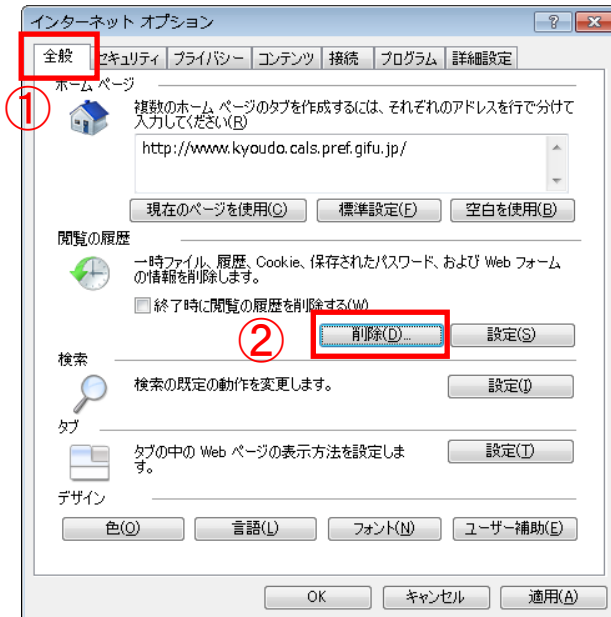 インターネット オプション
全般 セキュリティ プライバシー コンテンツ 接続 プログラム 詳細設定
ホーム ページ
①
複数のホーム ページのタブを作成するには、それぞれのアドレスを行で分けて
入力してください(R)
http://www.kyoudo.cals.pref.gifu.jp/
現在のページを使用(C) 標準設定(F) 空白を使用(B)
閲覧の履歴
一時ファイル、履歴、Cookie、保存されたパスワード、および Web フォーム
の情報を削除します。
終了時に閲覧の履歴を削除する(W)
② 削除(D)... 設定(S)
検索
検索の既定の動作を変更します。 設定(I)
タブ
タブの中の Web ページの表示方法を設定しま
す。
設定(T)
デザイン
色(O) 言語(L) フォント(N) ユーザー補助(E)
OK キャンセル 適用(A)